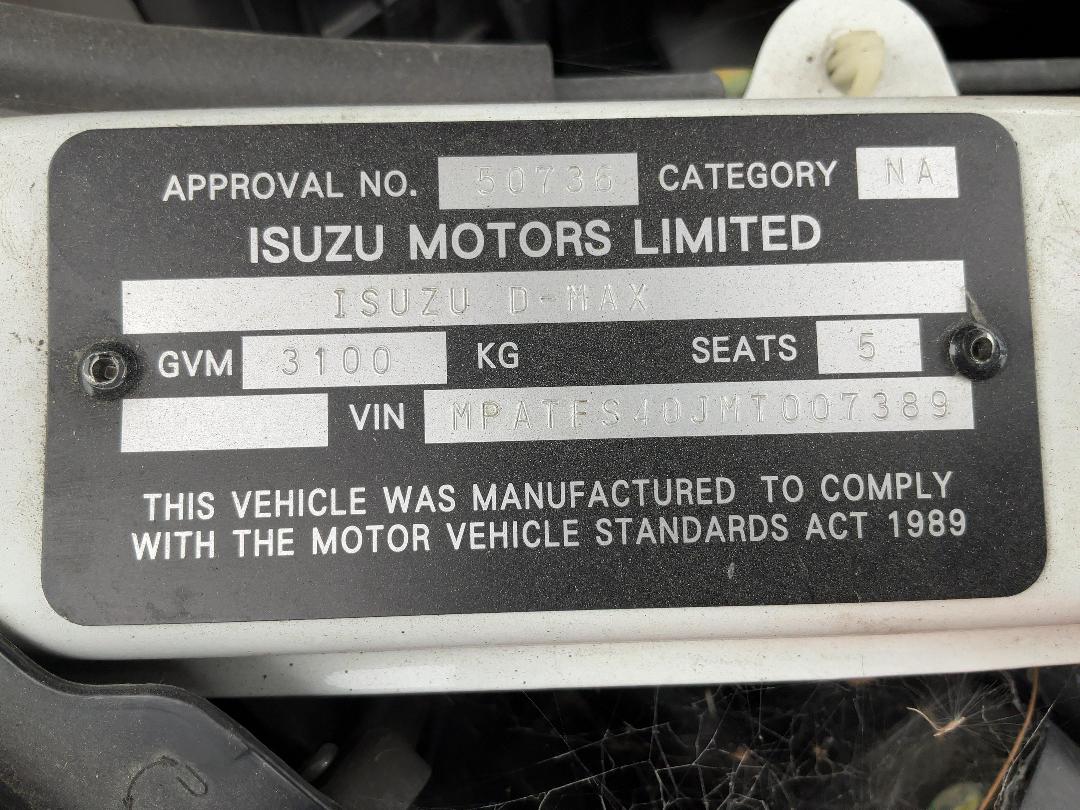 APPROVAL NO. 50736 CATEGORY NA
ISUZU MOTORS LIMITED
ISUZU D-MAX
GVM 3100 KG SEATS 5
VIN MPATFS40JMT007389
THIS VEHICLE WAS MANUFACTURED TO COMPLY
WITH THE MOTOR VEHICLE STANDARDS ACT 1989